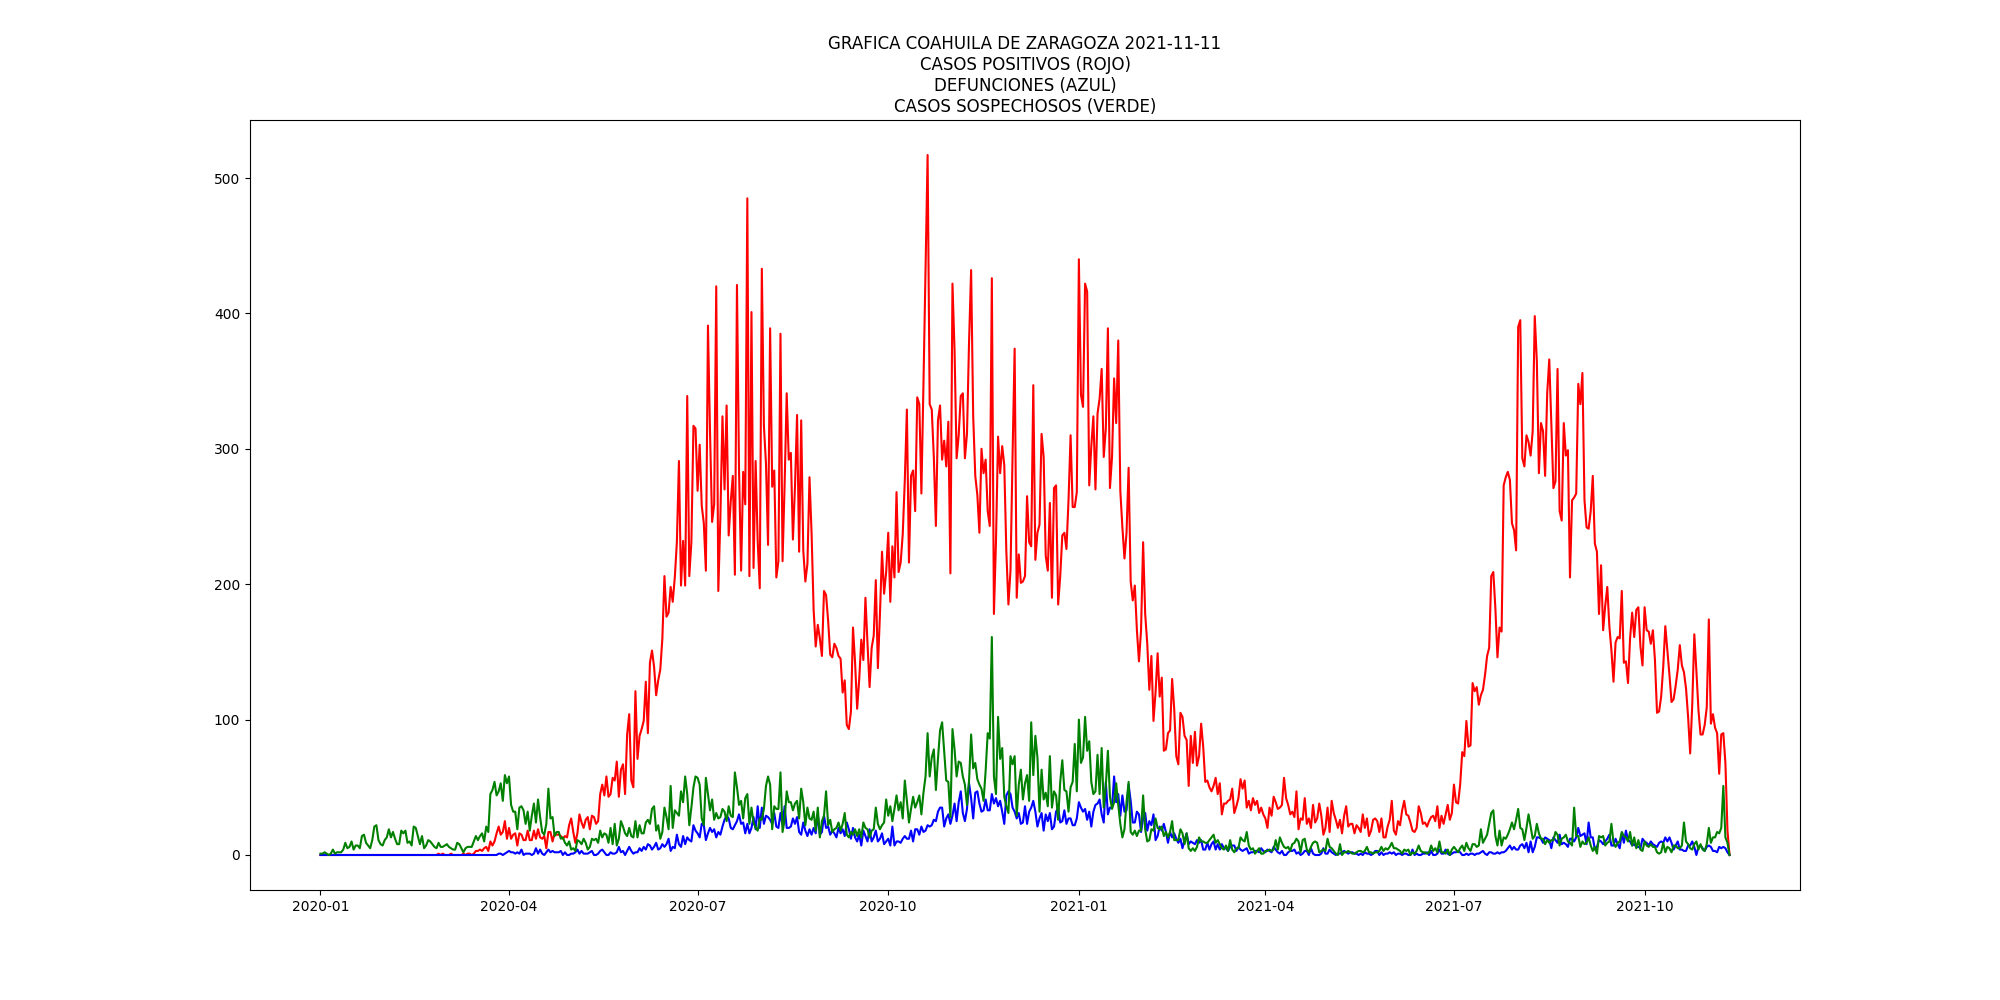 GRAFICA COAHUILA DE ZARAGOZA 2021-11-11
CASOS POSITIVOS (ROJO)
DEFUNCIONES (AZUL)
CASOS SOSPECHOSOS (VERDE)
500
400
300
200
100
0
2020-01 2020-04 2020-07 2020-10 2021-01 2021-04 2021-07 2021-10